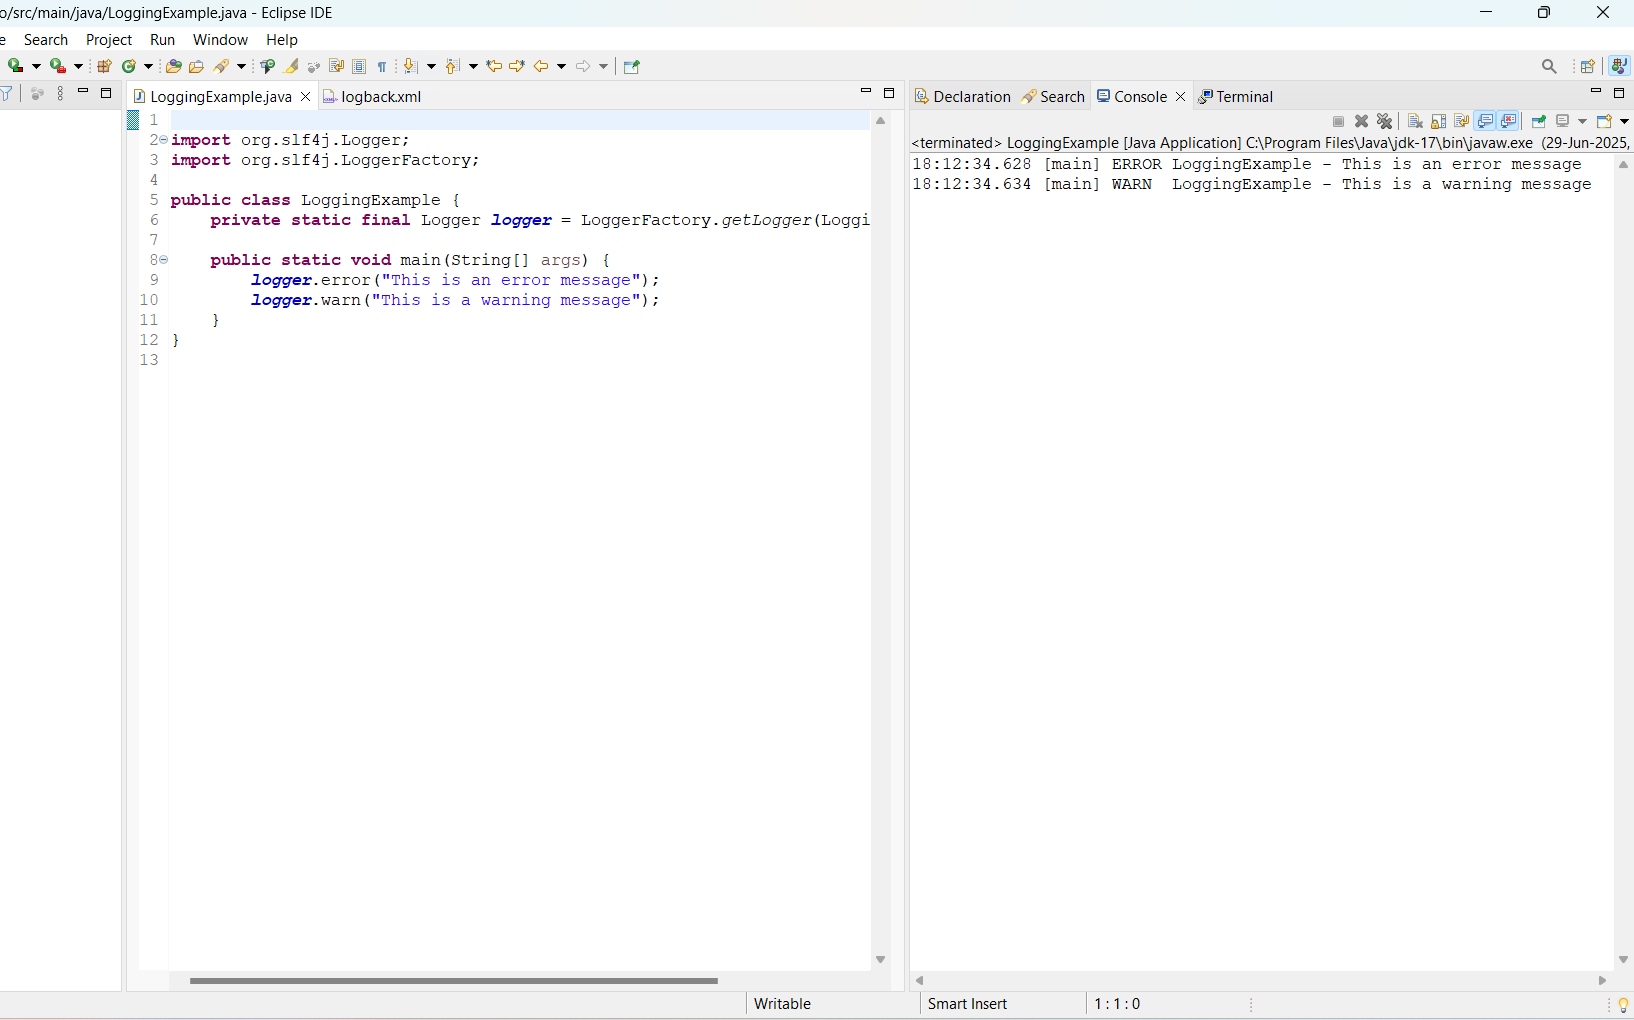 o/src/main/java/LoggingExample.java - Eclipse IDE
e Search Project Run Window Help
LoggingExample.java
logback.xml
1
2 import org.slf4j.Logger;
3 import org.slf4j.LoggerFactory;
4
5 public class LoggingExample {
6     private static final Logger logger = LoggerFactory.getLogger(Loggi
7
8     public static void main(String[] args) {
9         logger.error("This is an error message");
10         logger.warn("This is a warning message");
11     }
12 }
13
Declaration Search Console Terminal
<terminated> LoggingExample [Java Application] C:\Program Files\Java\jdk-17\bin\javaw.exe (29-Jun-2025,
18:12:34.628 [main] ERROR LoggingExample - This is an error message
18:12:34.634 [main] WARN  LoggingExample - This is a warning message
Writable
Smart Insert
1 : 1 : 0